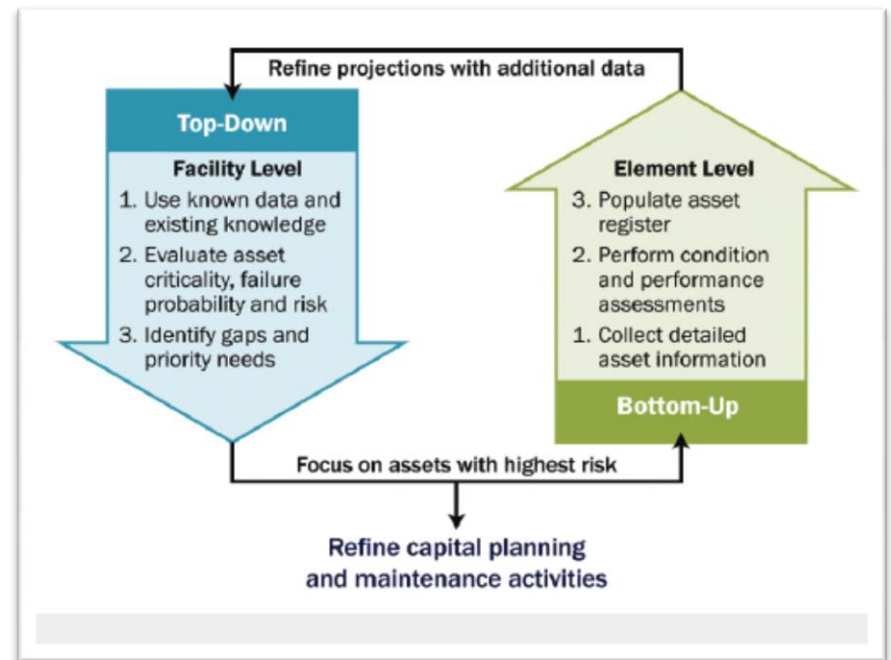 Refine projections with additional data
Top-Down
Facility Level
1. Use known data and
existing knowledge
2. Evaluate asset
criticality, failure
probability and risk
3. Identify gaps and
priority needs
Element Level
3. Populate asset
register
2. Perform condition
and performance
assessments
1. Collect detailed
asset information
Bottom-Up
Focus on assets with highest risk
Refine capital planning
and maintenance activities